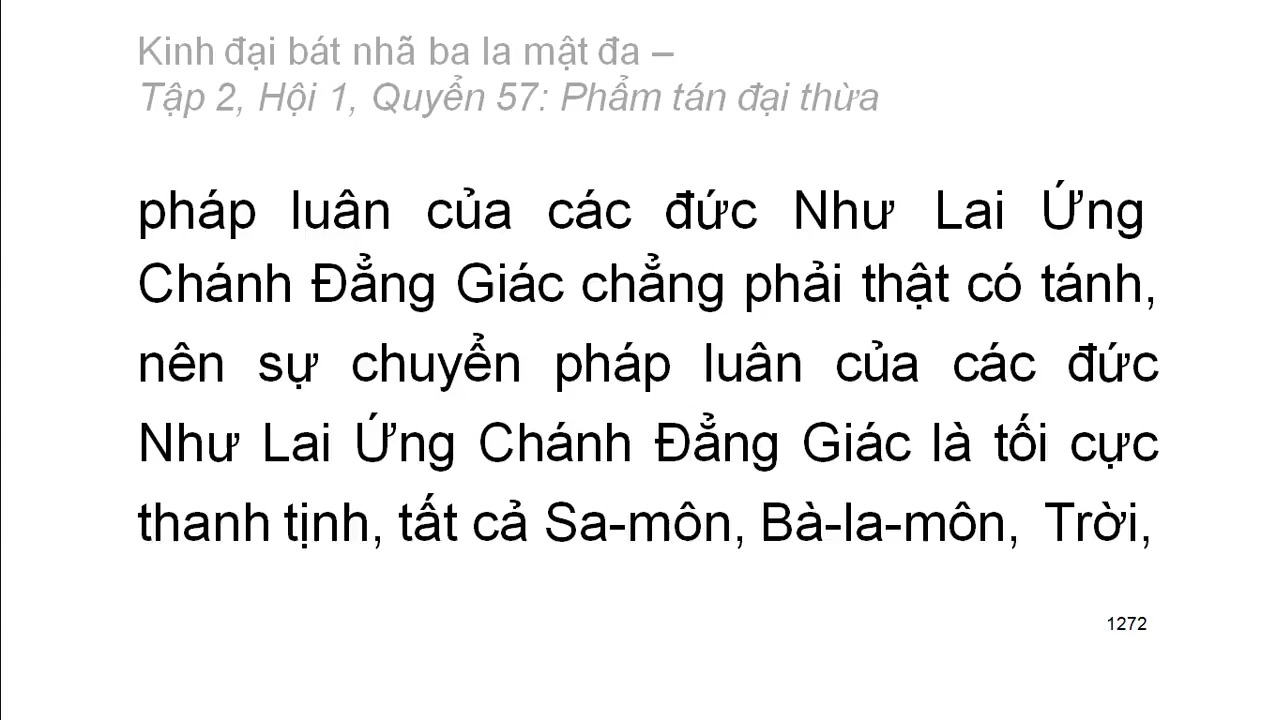 Kinh đại bát nhã ba la mật đa –
Tập 2, Hội 1, Quyển 57: Phẩm tán đại thừa
pháp luân của các đức Như Lai Ứng
Chánh Đẳng Giác chẳng phải thật có tánh,
nên sự chuyển pháp luân của các đức
Như Lai Ứng Chánh Đẳng Giác là tối cực
thanh tịnh, tất cả Sa-môn, Bà-la-môn, Trời,
1272